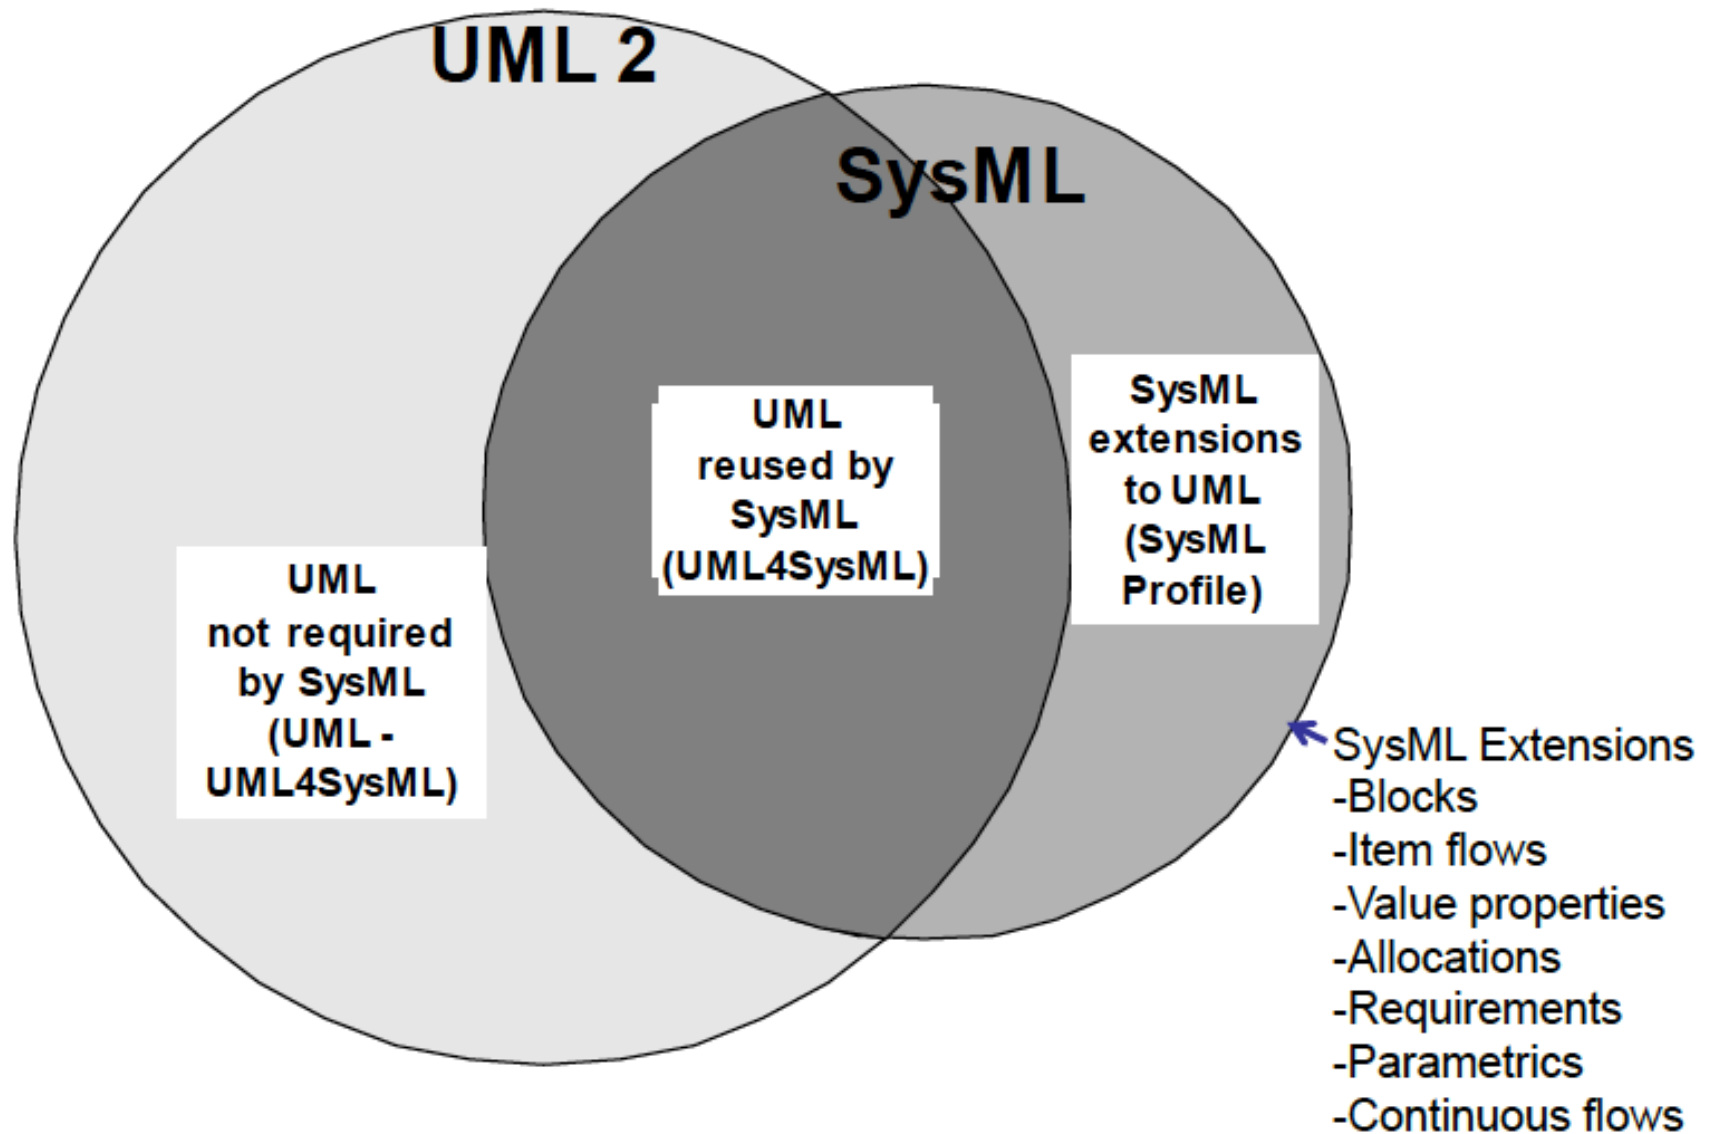 UML 2
SysML
UML
reused by
SysML
(UML4SysML)
SysML
extensions
to UML
(SysML
Profile)
UML
not required
by SysML
(UML -
UML4SysML)
SysML Extensions
-Blocks
-Item flows
-Value properties
-Allocations
-Requirements
-Parametrics
-Continuous flows